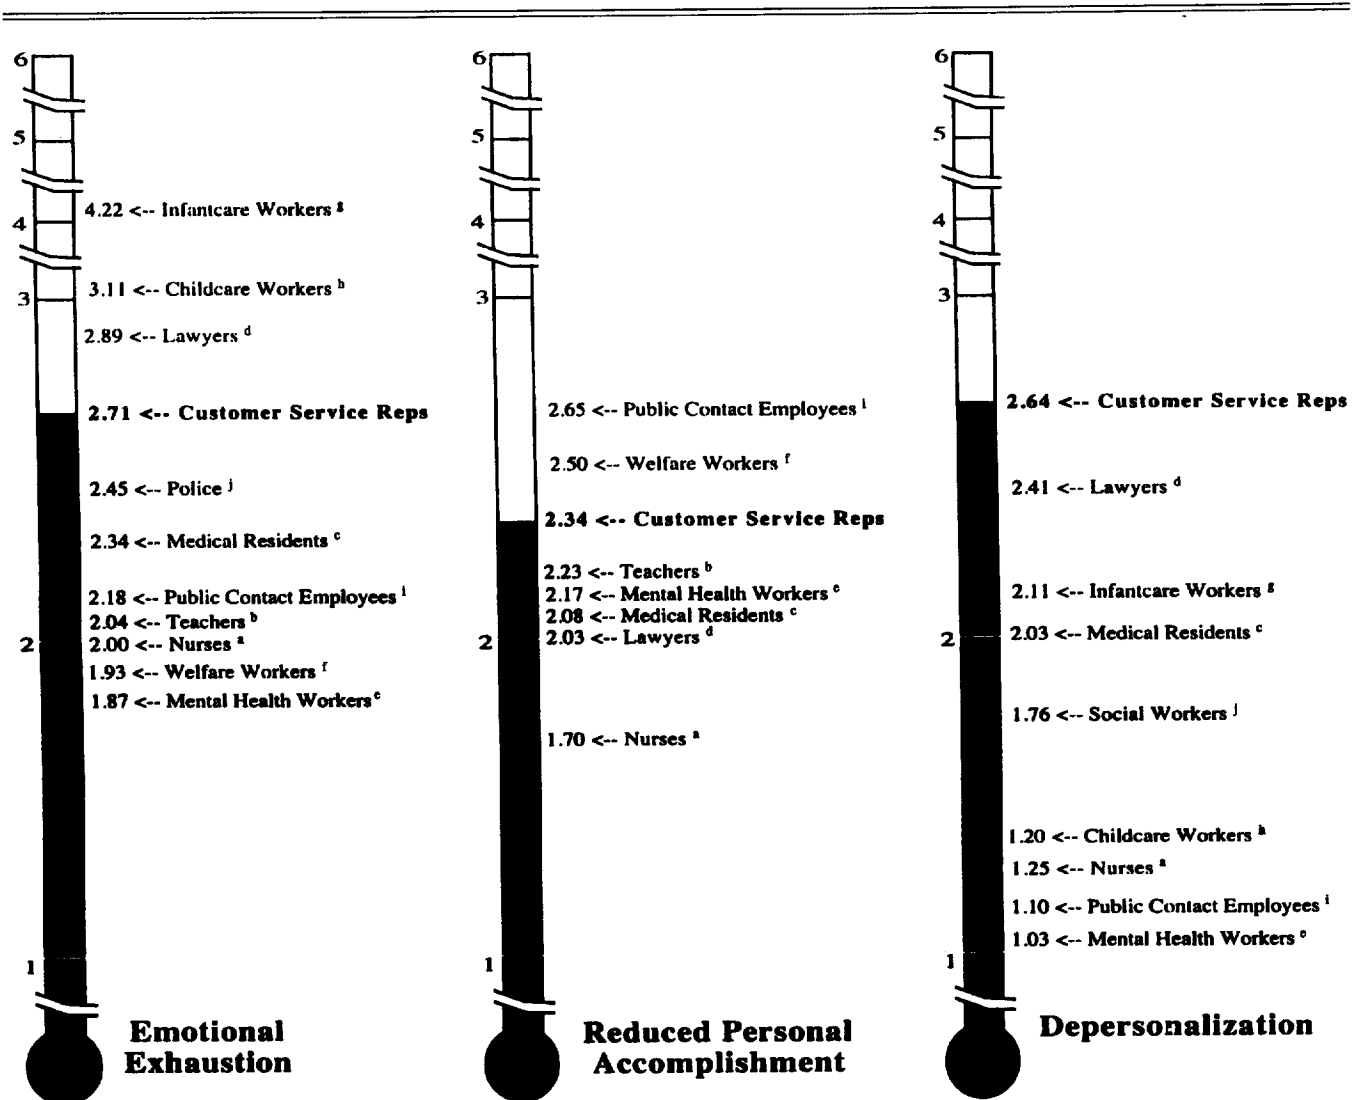 6
5
4.22 <-- Infantcare Workers g
4
3.11 <-- Childcare Workers h
3
2.89 <-- Lawyers d
2.71 <-- Customer Service Reps
2.45 <-- Police j
2.34 <-- Medical Residents c
2.18 <-- Public Contact Employees i
2.04 <-- Teachers b
2
2.00 <-- Nurses a
1.93 <-- Welfare Workers f
1.87 <-- Mental Health Workers e
1
Emotional
Exhaustion
6
5
4
3
2.65 <-- Public Contact Employees i
2.50 <-- Welfare Workers f
2.34 <-- Customer Service Reps
2.23 <-- Teachers b
2.17 <-- Mental Health Workers e
2.08 <-- Medical Residents c
2
2.03 <-- Lawyers d
1.70 <-- Nurses a
1
Reduced Personal
Accomplishment
6
5
4
3
2.64 <-- Customer Service Reps
2.41 <-- Lawyers d
2.11 <-- Infantcare Workers g
2
2.03 <-- Medical Residents c
1.76 <-- Social Workers j
1.20 <-- Childcare Workers h
1.25 <-- Nurses a
1.10 <-- Public Contact Employees i
1.03 <-- Mental Health Workers e
1
Depersonalization